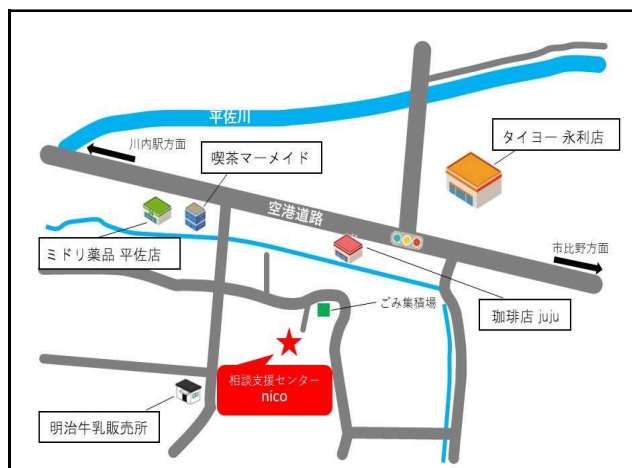 平佐川
川内駅方面
喫茶マーメイド
タイヨー 永利店
空港道路
ミドリ薬品 平佐店
市比野方面
ごみ集積場
珈琲店 juju
相談支援センター
nico
明治牛乳販売所